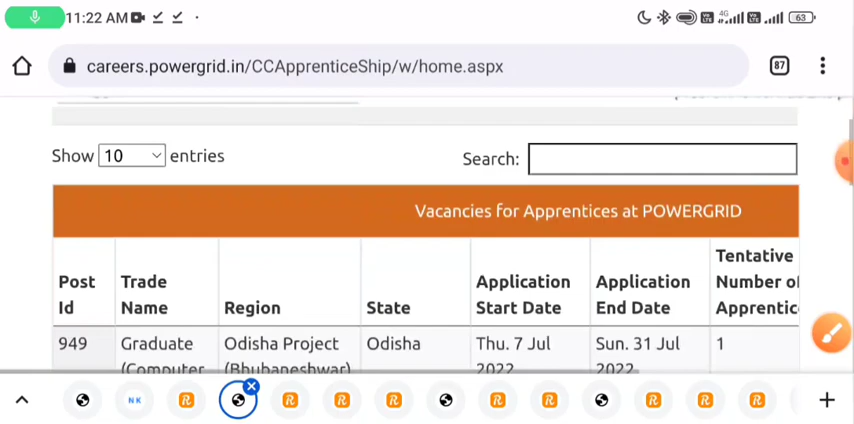 11:22 AM
4G
63
careers.powergrid.in/CCApprenticeShip/w/home.aspx
87
Show 10 entries
Search:
Vacancies for Apprentices at POWERGRID
Post Id
Trade Name
Region
State
Application Start Date
Application End Date
Tentative Number of Apprentic
949
Graduate (Computer
Odisha Project (Bhubaneshwar)
Odisha
Thu. 7 Jul 2022
Sun. 31 Jul 2022
1
NK